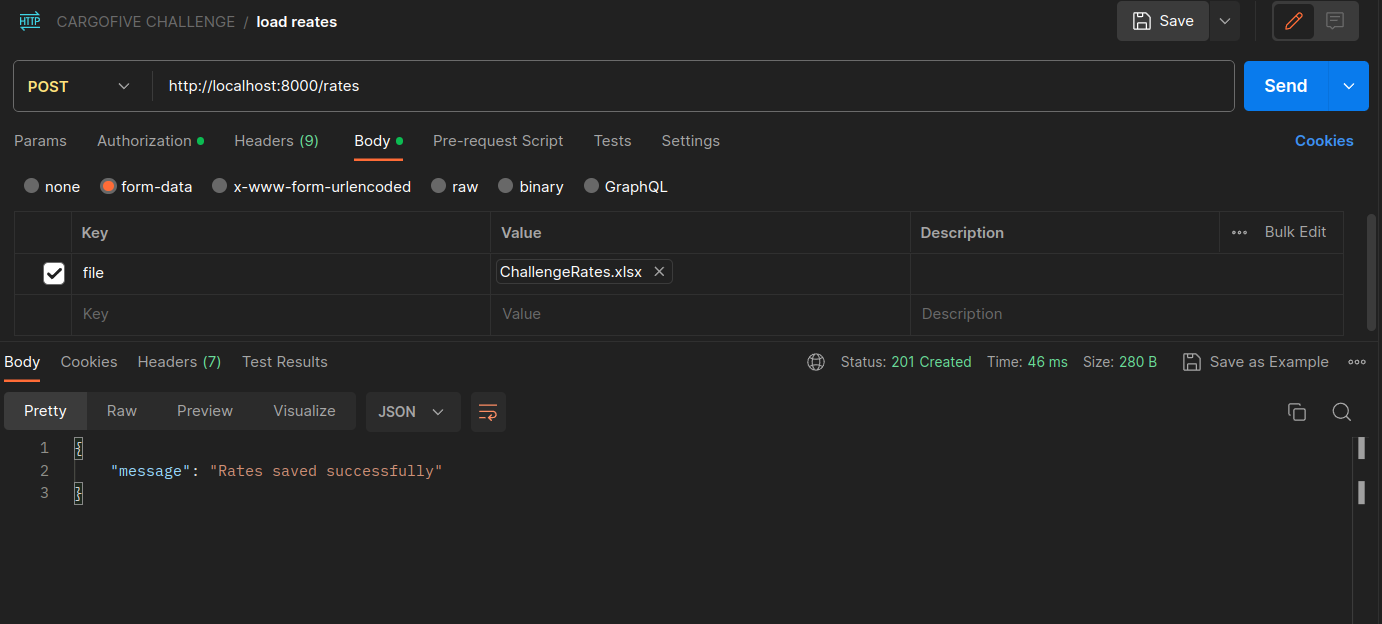 HTTP CARGOFIVE CHALLENGE / load reates Save
POST http://localhost:8000/rates Send
Params Authorization Headers (9) Body Pre-request Script Tests Settings Cookies
none form-data x-www-form-urlencoded raw binary GraphQL
Key Value Description Bulk Edit
file ChallengeRates.xlsx
Key Value Description
Body Cookies Headers (7) Test Results Status: 201 Created Time: 46 ms Size: 280 B Save as Example
Pretty Raw Preview Visualize JSON
1 {
2 "message": "Rates saved successfully"
3 }